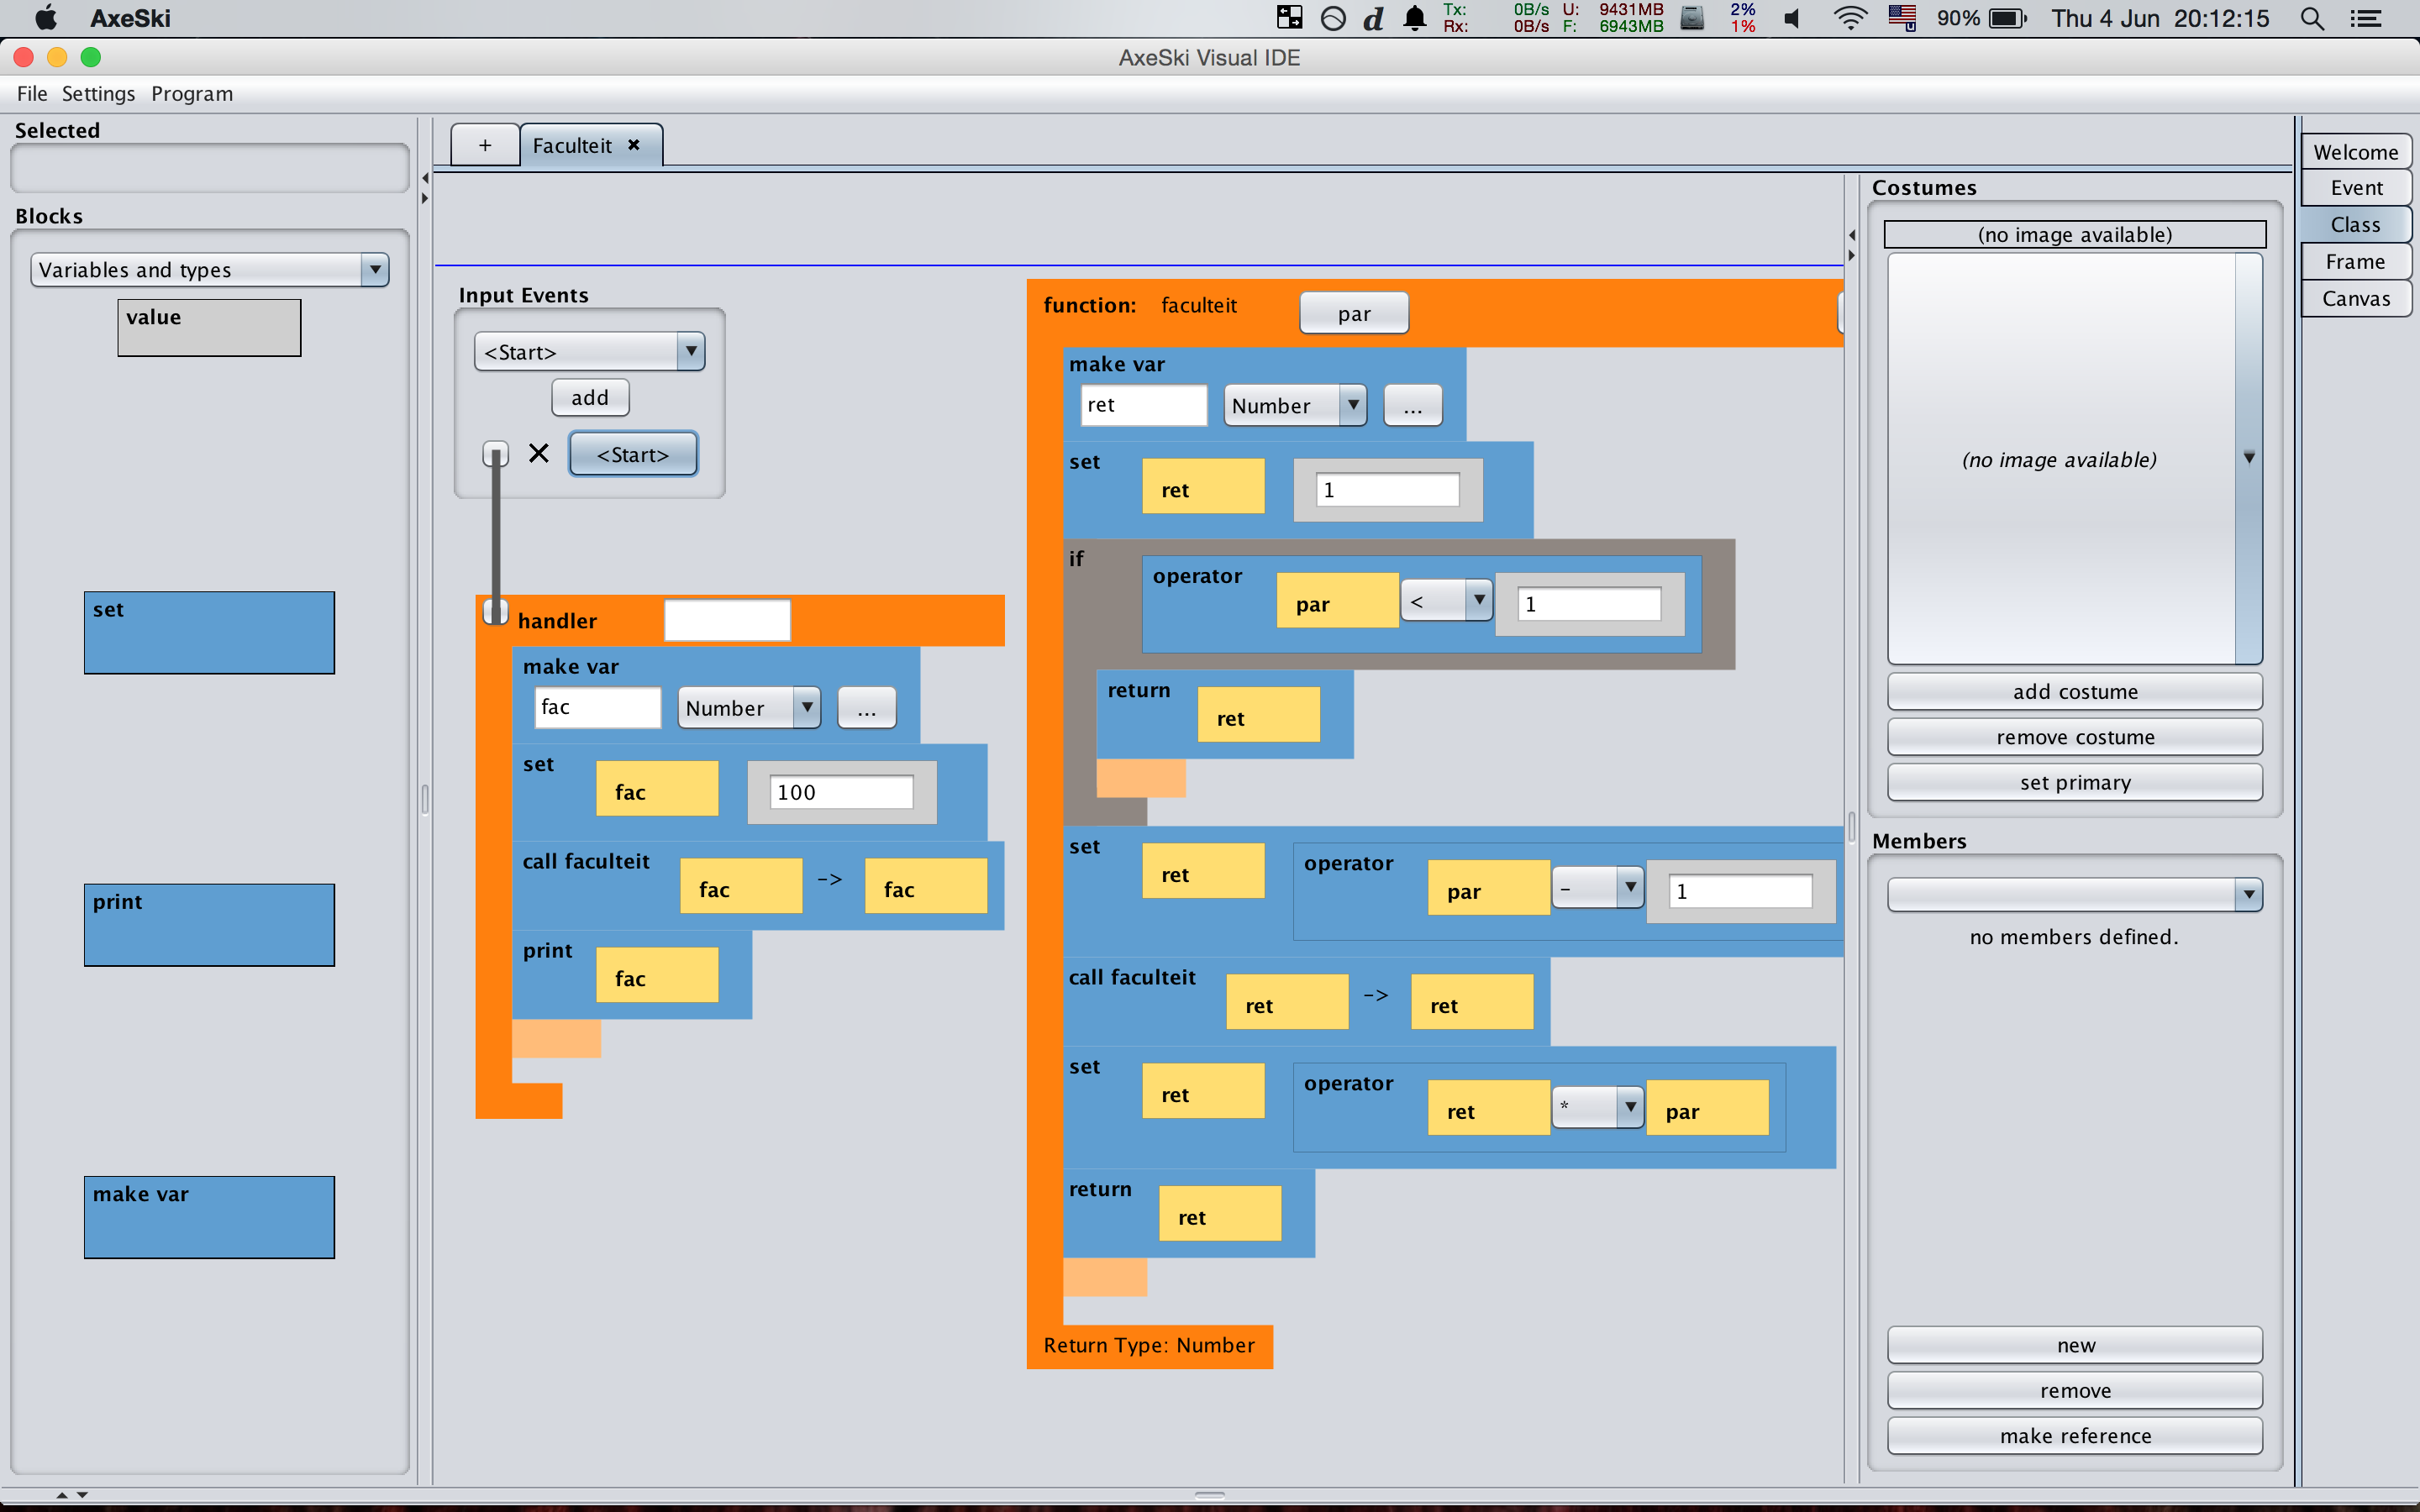 AxeSki
Tx: 0B/s U: 9431MB 2%
Rx: 0B/s F: 6943MB 1%
90% Thu 4 Jun 20:12:15
AxeSki Visual IDE
File Settings Program
Selected
Blocks
Variables and types
value
set
print
make var
+ Faculteit
Input Events
<Start>
add
<Start>
handler
make var
fac Number ...
set fac 100
call faculteit fac -> fac
print fac
function: faculteit par
make var
ret Number ...
set ret 1
if operator par < 1
return ret
set ret operator par - 1
call faculteit ret -> ret
set ret operator ret * par
return ret
Return Type: Number
Costumes
(no image available)
(no image available)
add costume
remove costume
set primary
Members
no members defined.
new
remove
make reference
Welcome
Event
Class
Frame
Canvas